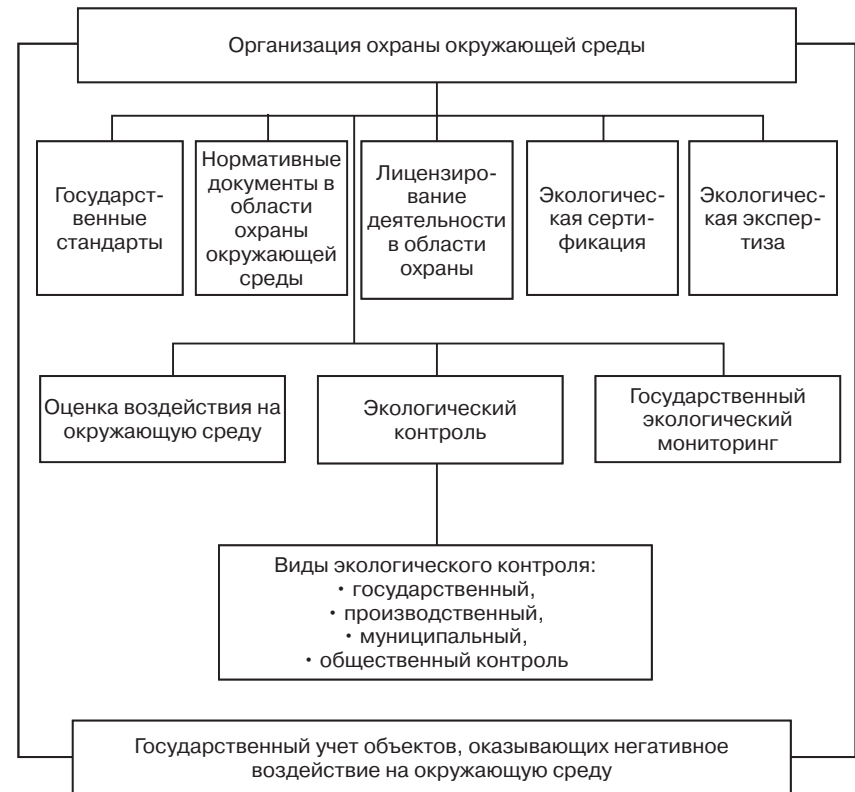 Организация охраны окружающей среды
Государст-
венные
стандарты
Нормативные
документы в
области
охраны
окружающей
среды
Лицензиро-
вание
деятельности
в области
охраны
Экологичес-
кая серти-
фикация
Экологичес-
кая экспер-
тиза
Оценка воздействия на
окружающую среду
Экологический
контроль
Государственный
экологический
мониторинг
Виды экологического контроля:
• государственный,
• производственный,
• муниципальный,
• общественный контроль
Государственный учет объектов, оказывающих негативное
воздействие на окружающую среду